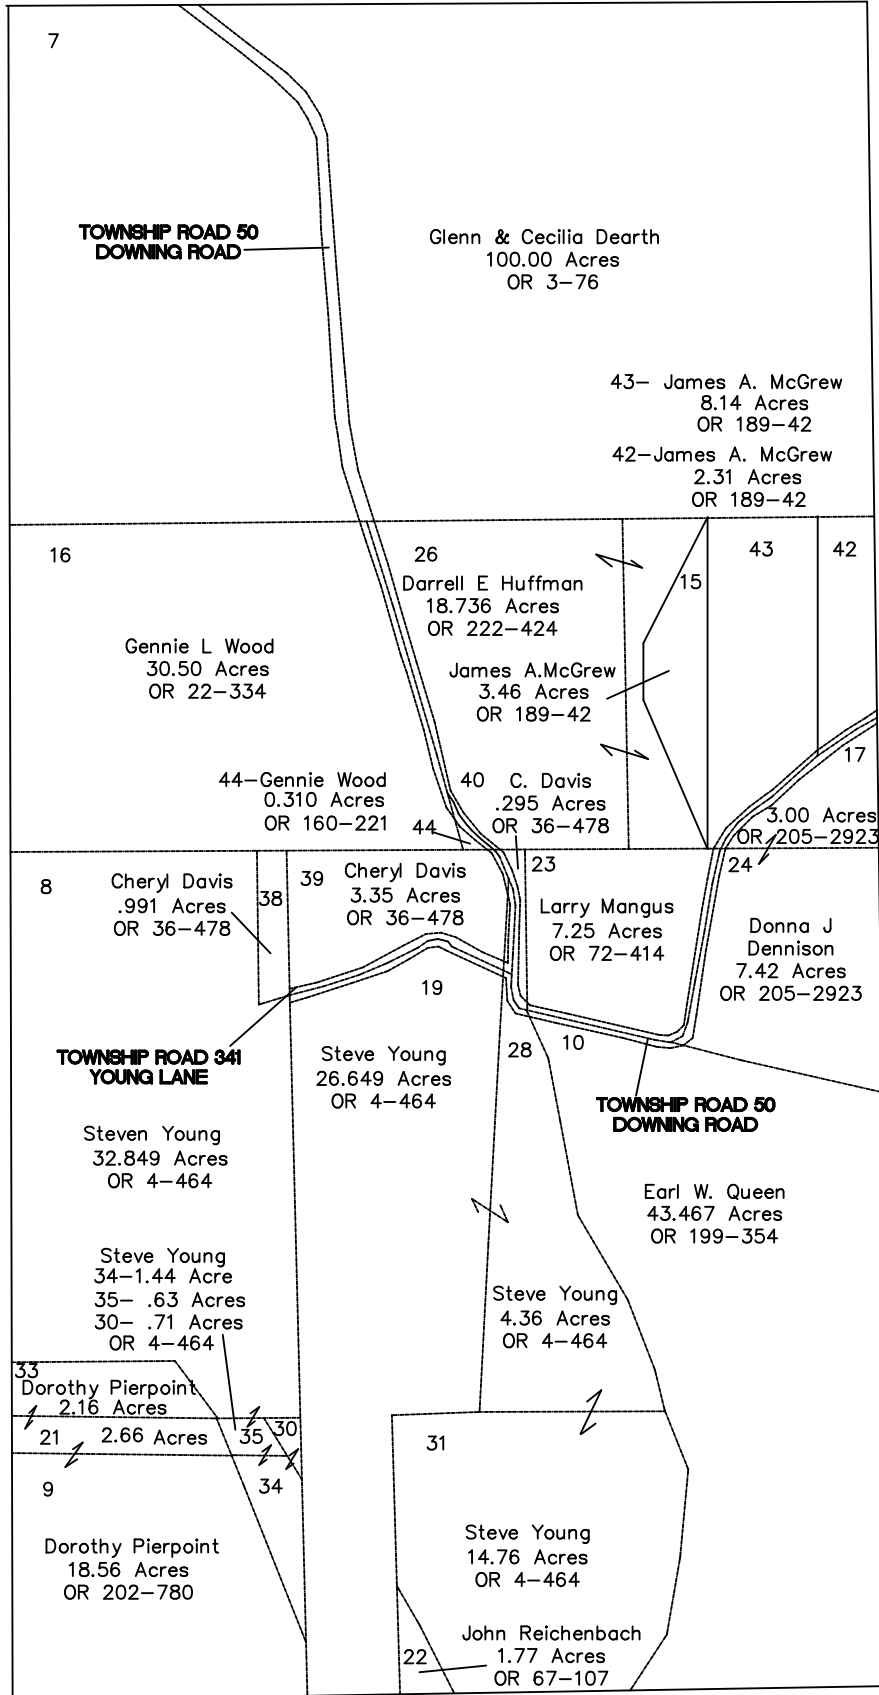 7
TOWNSHIP ROAD 50
DOWNING ROAD
Glenn & Cecilia Dearth
100.00 Acres
OR 3-76
43- James A. McGrew
8.14 Acres
OR 189-42
42-James A. McGrew
2.31 Acres
OR 189-42
16
26
43
42
15
Darrell E Huffman
18.736 Acres
OR 222-424
Gennie L Wood
30.50 Acres
OR 22-334
James A.McGrew
3.46 Acres
OR 189-42
17
44-Gennie Wood
0.310 Acres
OR 160-221
44
40
C. Davis
.295 Acres
OR 36-478
3.00 Acres
OR 205-2923
8
Cheryl Davis
.991 Acres
OR 36-478
38
39
Cheryl Davis
3.35 Acres
OR 36-478
23
24
Larry Mangus
7.25 Acres
OR 72-414
Donna J
Dennison
7.42 Acres
OR 205-2923
19
TOWNSHIP ROAD 341
YOUNG LANE
Steve Young
26.649 Acres
OR 4-464
28
10
TOWNSHIP ROAD 50
DOWNING ROAD
Steven Young
32.849 Acres
OR 4-464
Earl W. Queen
43.467 Acres
OR 199-354
Steve Young
34-1.44 Acre
35- .63 Acres
30- .71 Acres
OR 4-464
Steve Young
4.36 Acres
OR 4-464
33
Dorothy Pierpoint
2.16 Acres
21
2.66 Acres
35
30
31
9
34
Dorothy Pierpoint
18.56 Acres
OR 202-780
Steve Young
14.76 Acres
OR 4-464
22
John Reichenbach
1.77 Acres
OR 67-107